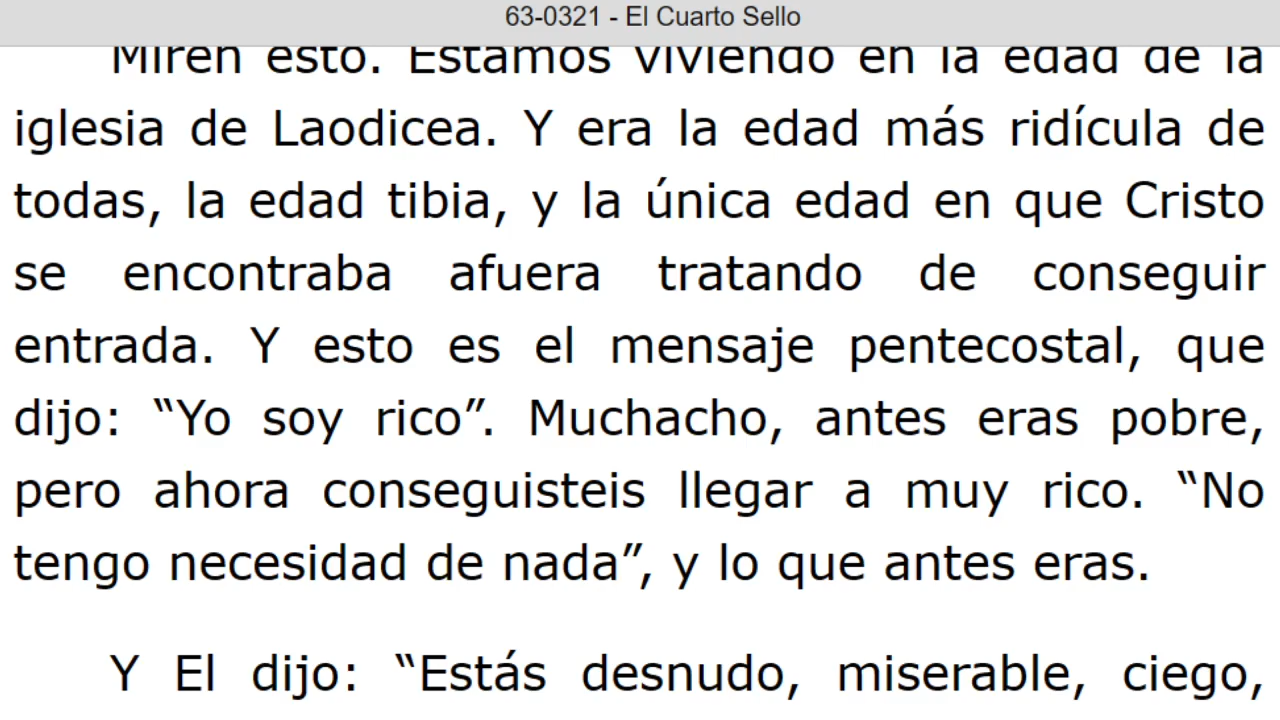 63-0321 - El Cuarto Sello
Miren esto. Estamos viviendo en la edad de la
iglesia de Laodicea. Y era la edad más ridícula de
todas, la edad tibia, y la única edad en que Cristo
se encontraba afuera tratando de conseguir
entrada. Y esto es el mensaje pentecostal, que
dijo: “Yo soy rico”. Muchacho, antes eras pobre,
pero ahora conseguisteis llegar a muy rico. “No
tengo necesidad de nada”, y lo que antes eras.
Y El dijo: “Estás desnudo, miserable, ciego,